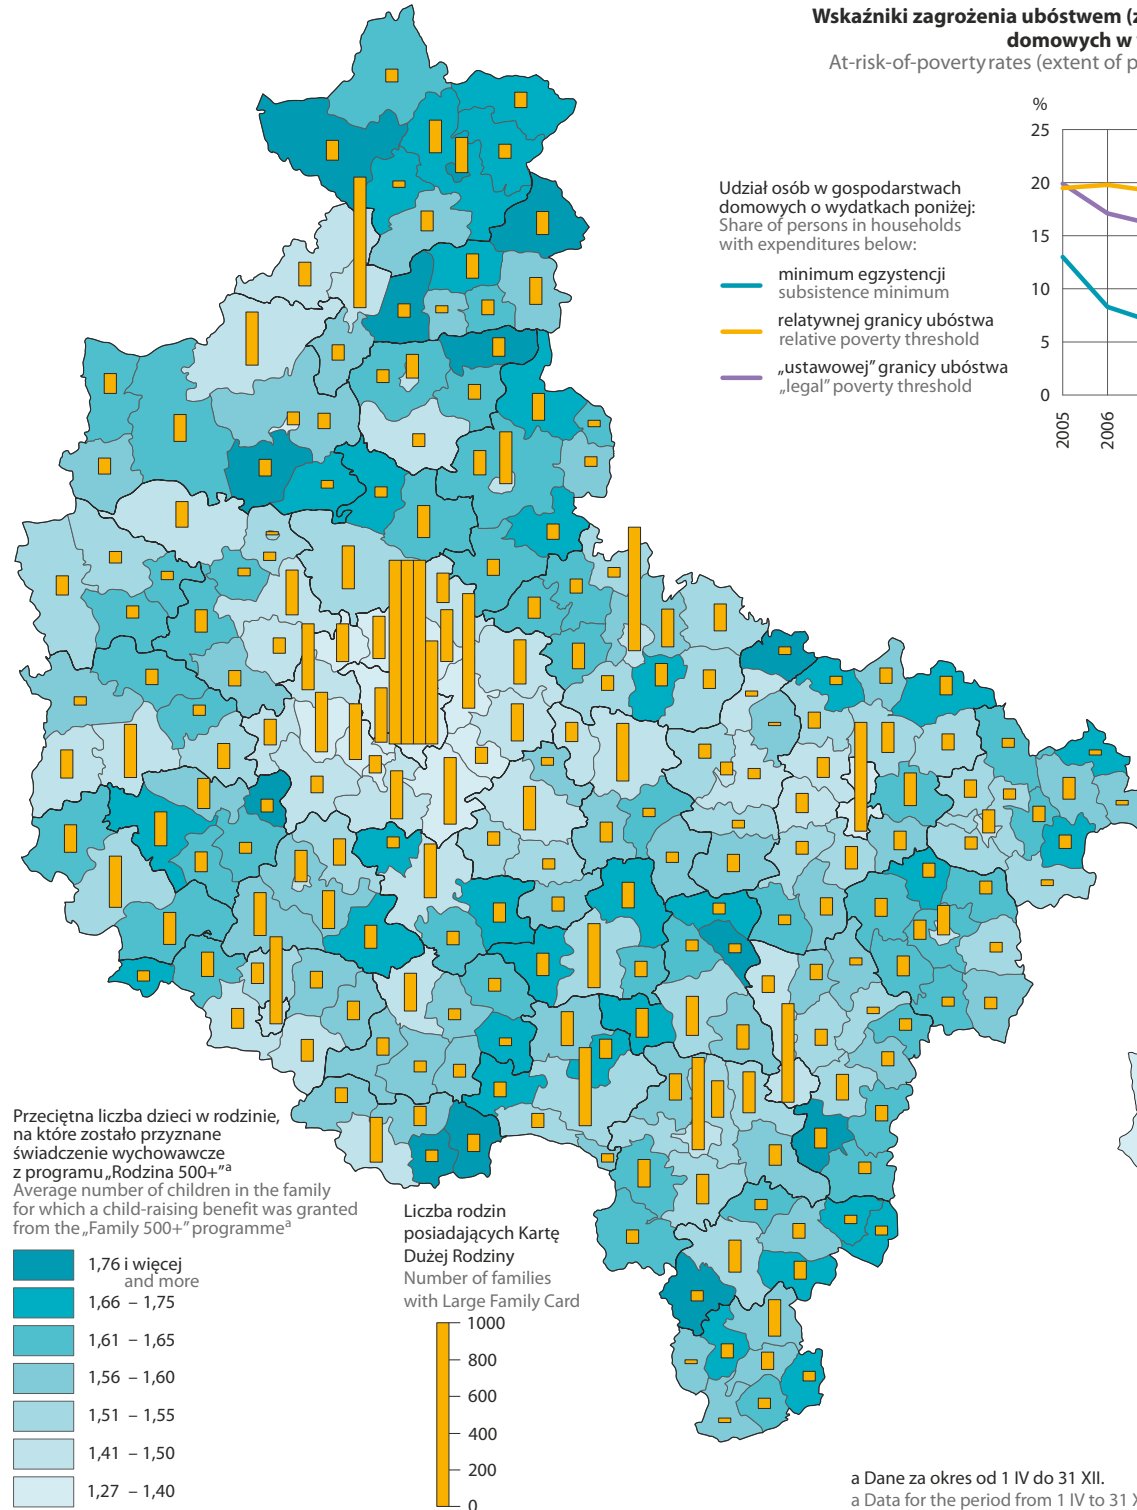 Wskaźniki zagrożenia ubóstwem (z
domowych w
At-risk-of-poverty rates (extent of p
%
25
20
15
10
5
0
2005
2006
Udział osób w gospodarstwach
domowych o wydatkach poniżej:
Share of persons in households
with expenditures below:
minimum egzystencji
subsistence minimum
relatywnej granicy ubóstwa
relative poverty threshold
„ustawowej” granicy ubóstwa
„legal” poverty threshold
Przeciętna liczba dzieci w rodzinie,
na które zostało przyznane
świadczenie wychowawcze
z programu „Rodzina 500+”ᵃ
Average number of children in the family
for which a child-raising benefit was granted
from the „Family 500+” programmeᵃ
1,76 i więcej
and more
1,66 – 1,75
1,61 – 1,65
1,56 – 1,60
1,51 – 1,55
1,41 – 1,50
1,27 – 1,40
Liczba rodzin
posiadających Kartę
Dużej Rodziny
Number of families
with Large Family Card
1000
800
600
400
200
0
a Dane za okres od 1 IV do 31 XII.
a Data for the period from 1 IV to 31 X